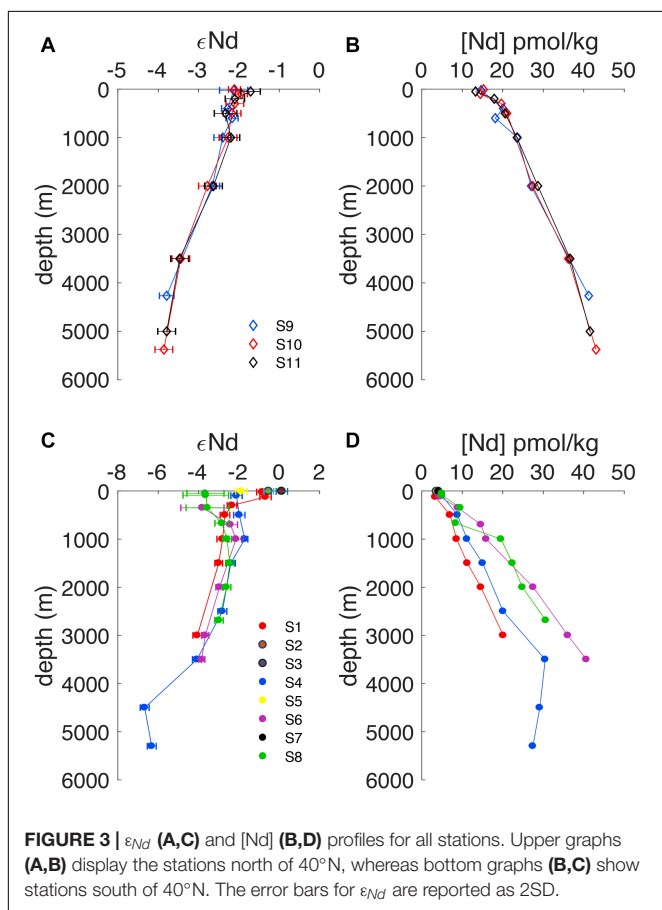 A
ϵNd
-5 -4 -3 -2 -1 0
0
1000
2000
3000
4000
5000
6000
depth (m)
S9
S10
S11
B
[Nd] pmol/kg
0 10 20 30 40 50
0
1000
2000
3000
4000
5000
6000
depth (m)
C
ϵNd
-8 -6 -4 -2 0 2
0
1000
2000
3000
4000
5000
6000
depth (m)
S1
S2
S3
S4
S5
S6
S7
S8
D
[Nd] pmol/kg
0 10 20 30 40 50
0
1000
2000
3000
4000
5000
6000
depth (m)
FIGURE 3 | εNd (A,C) and [Nd] (B,D) profiles for all stations. Upper graphs
(A,B) display the stations north of 40°N, whereas bottom graphs (B,C) show
stations south of 40°N. The error bars for εNd are reported as 2SD.